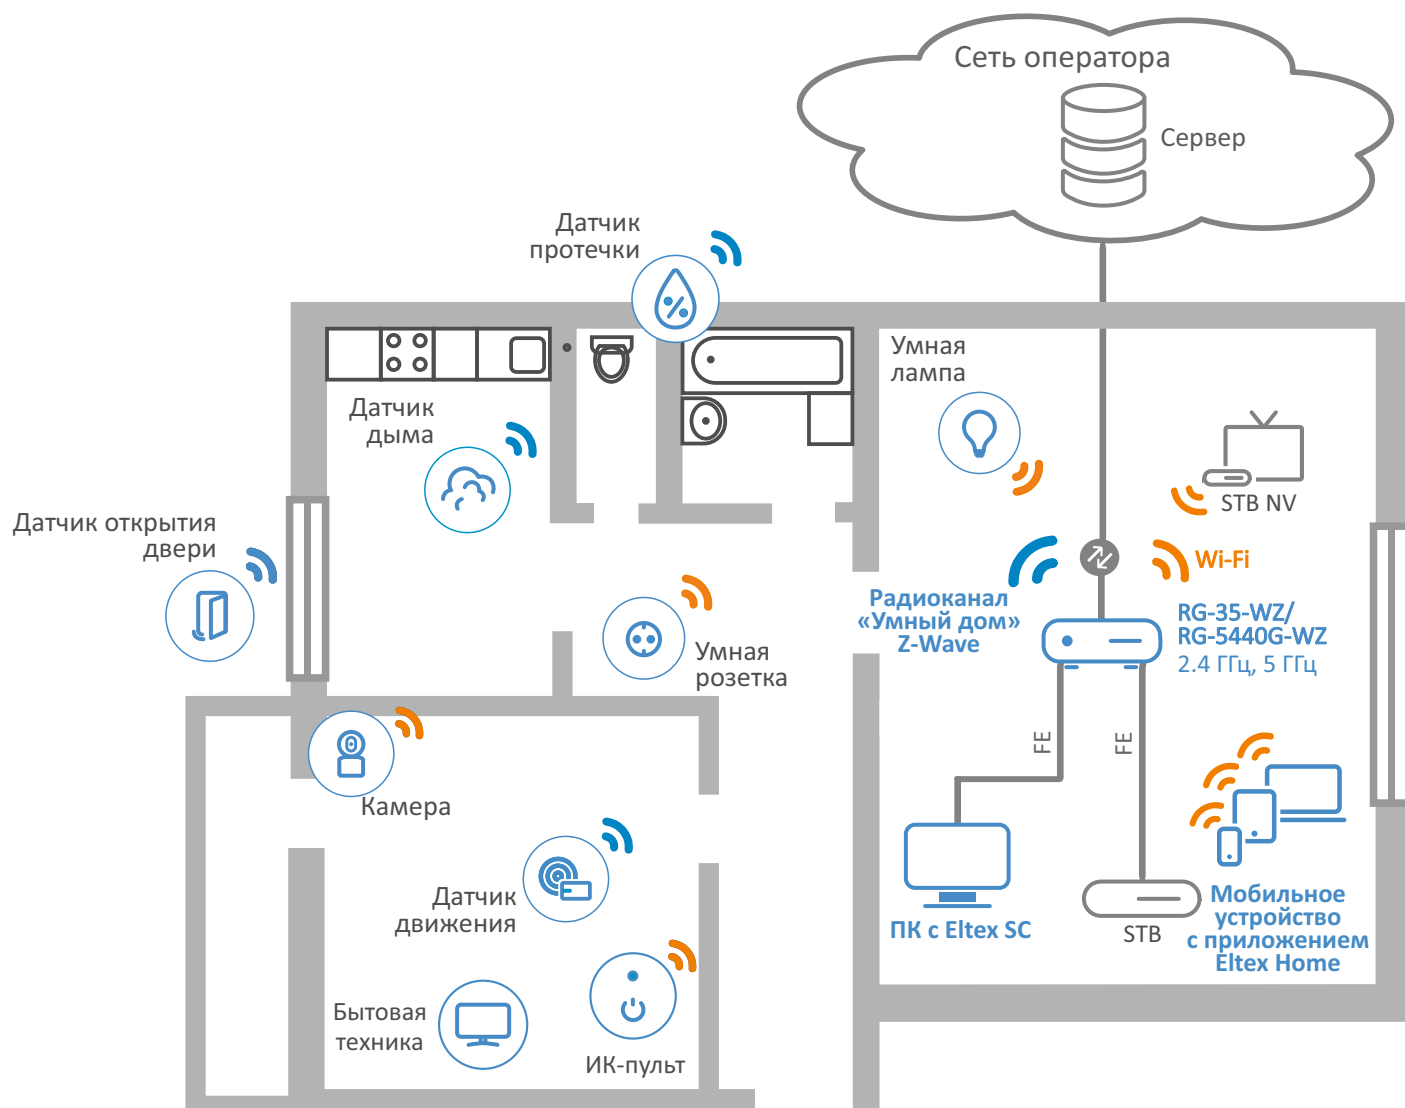 Сеть оператора
Сервер
Датчик
протечки
Умная
лампа
Датчик
дыма
STB NV
Датчик открытия
двери
Wi-Fi
Радиоканал
«Умный дом»
Z-Wave
RG-35-WZ/
RG-5440G-WZ
2.4 ГГц, 5 ГГц
Умная
розетка
FE
FE
Камера
Датчик
движения
ПК с Eltex SC
STB
Мобильное
устройство
с приложением
Eltex Home
Бытовая
техника
ИК-пульт